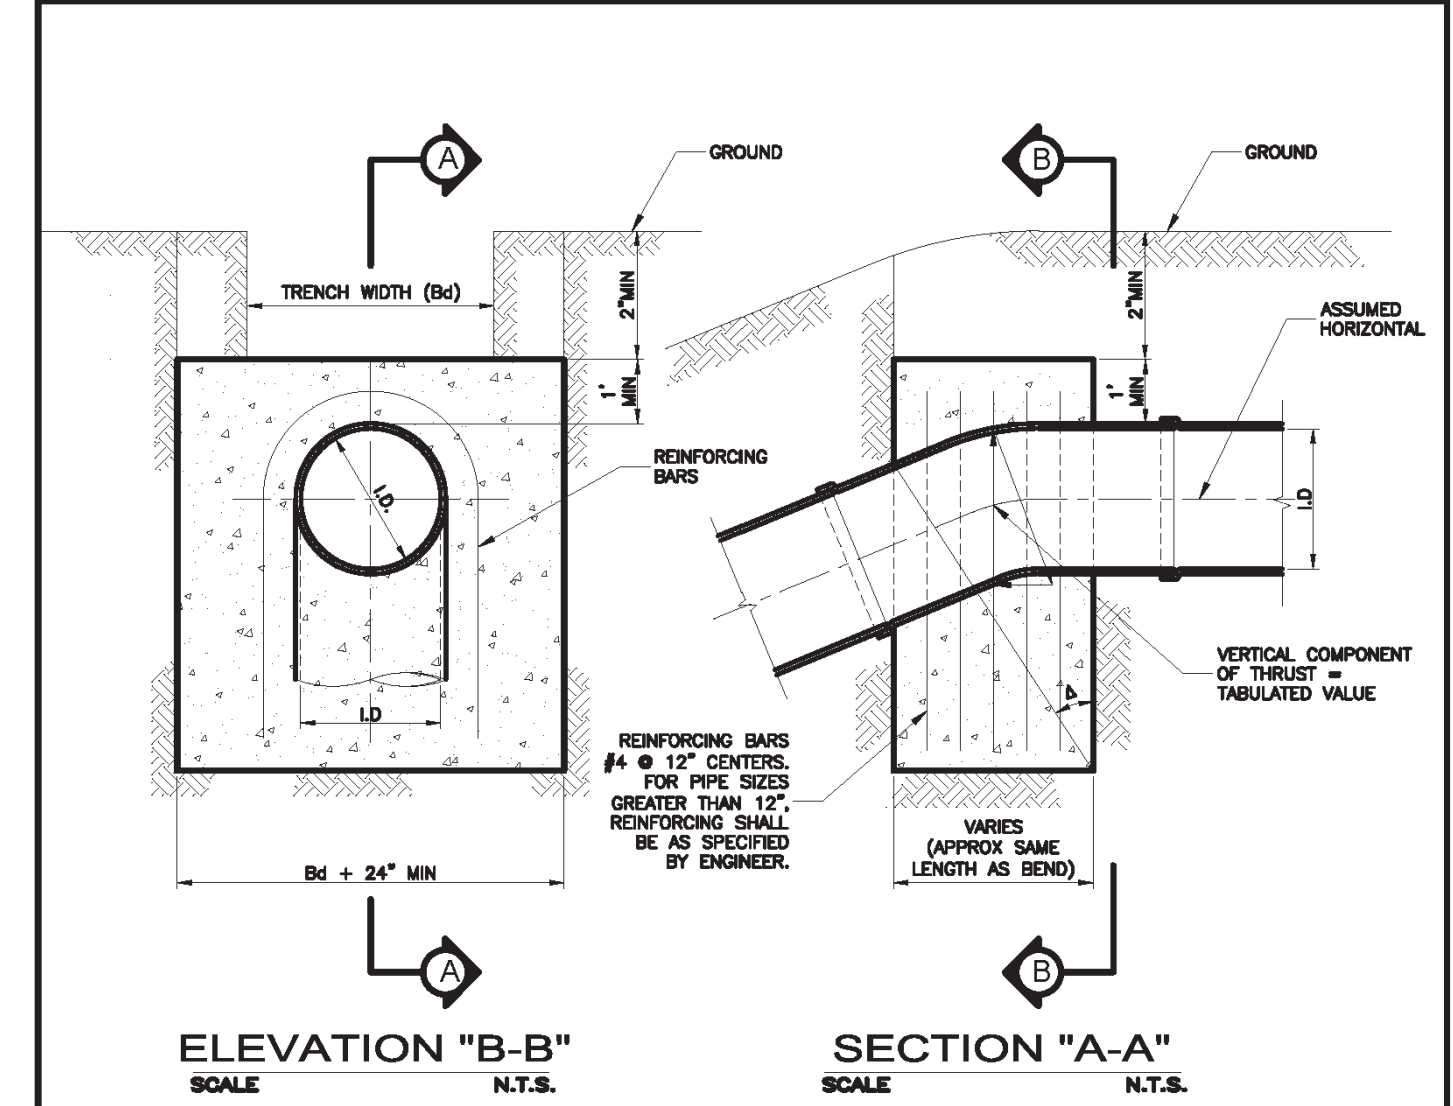 A
GROUND
B
GROUND
TRENCH WIDTH (Bd)
2"MIN
2"MIN
ASSUMED
HORIZONTAL
1'
MIN
1'
MIN
REINFORCING
BARS
I.D.
I.D
I.D
VERTICAL COMPONENT
OF THRUST =
TABULATED VALUE
Δ
REINFORCING BARS
#4 @ 12" CENTERS.
FOR PIPE SIZES
GREATER THAN 12",
REINFORCING SHALL
BE AS SPECIFIED
BY ENGINEER.
VARIES
(APPROX SAME
LENGTH AS BEND)
Bd + 24" MIN
A
B
ELEVATION "B-B"
SCALE N.T.S.
SECTION "A-A"
SCALE N.T.S.